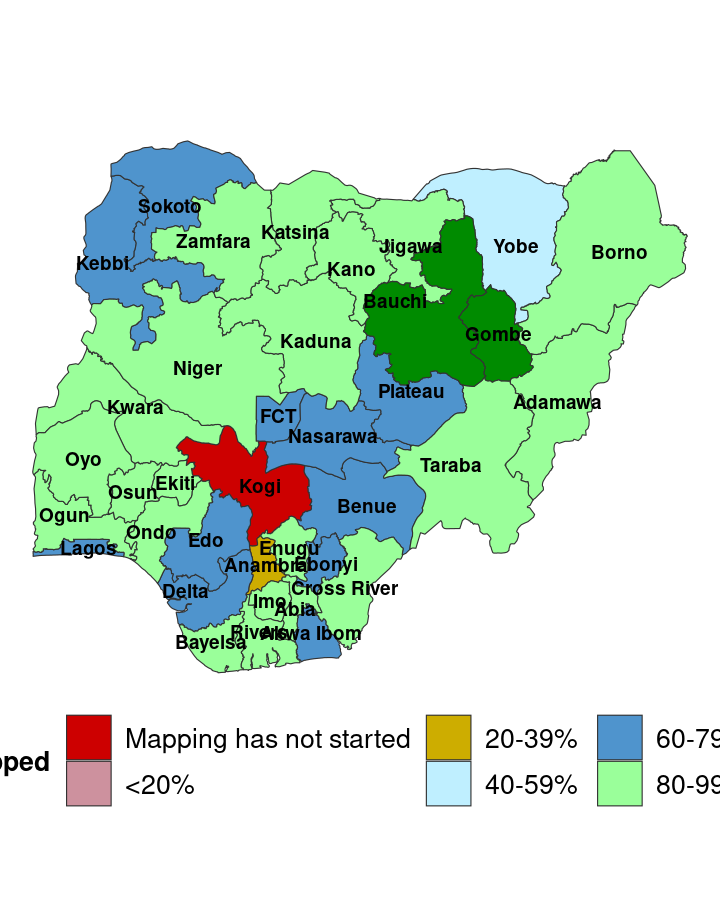 Sokoto
Katsina
Zamfara
Jigawa
Yobe
Borno
Kebbi
Kano
Bauchi
Gombe
Kaduna
Niger
Plateau
Adamawa
Kwara
FCT
Nasarawa
Oyo
Taraba
Ekiti
Kogi
Osun
Benue
Ogun
Ondo
Edo
Lagos
Enugu
Anambra
Ebonyi
Cross River
Delta
Imo
Abia
Rivers
Akwa Ibom
Bayelsa
Mapping has not started
20-39%
60-79
pped
<20%
40-59%
80-99